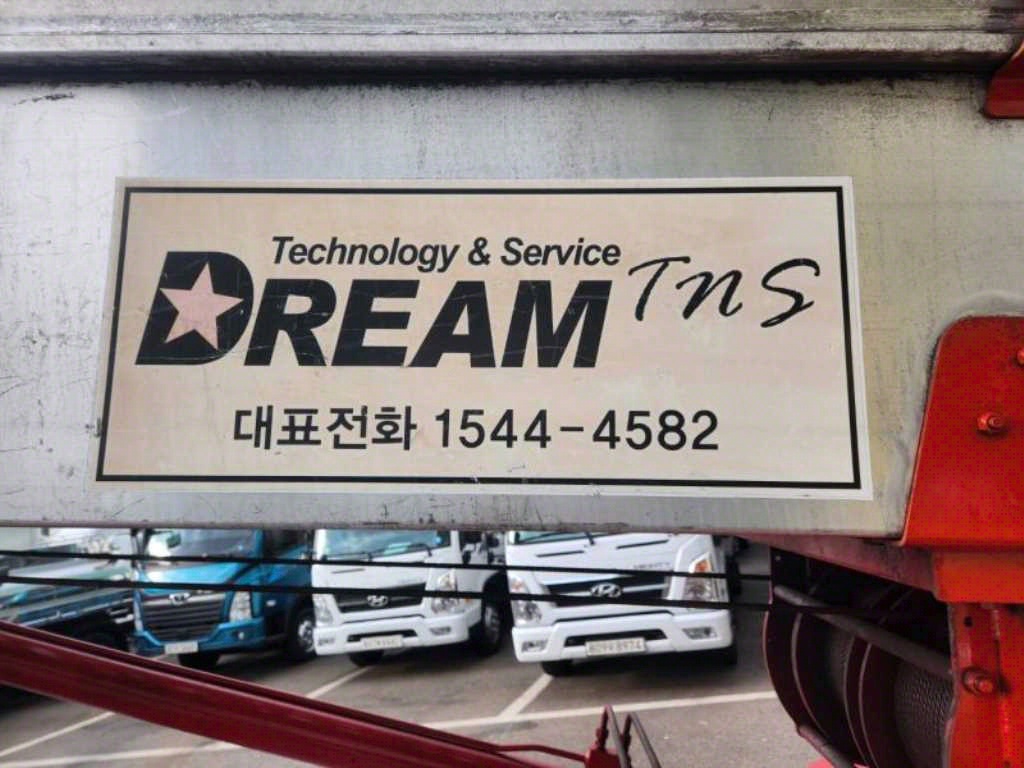 Technology & Service
DREAM TNS
대표전화 1544-4582